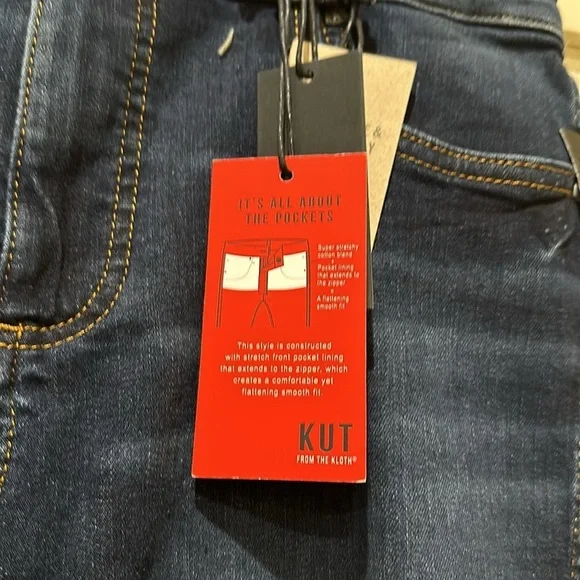 IT'S ALL ABOUT
THE POCKETS
Super stretchy
cotton blend
+
Pocket lining
that extends to
the zipper
=
A flattening
smooth fit
This style is constructed
with stretch front pocket lining
that extends to the zipper, which
creates a comfortable yet
flattening smooth fit.
KUT
FROM THE KLOTH®
&